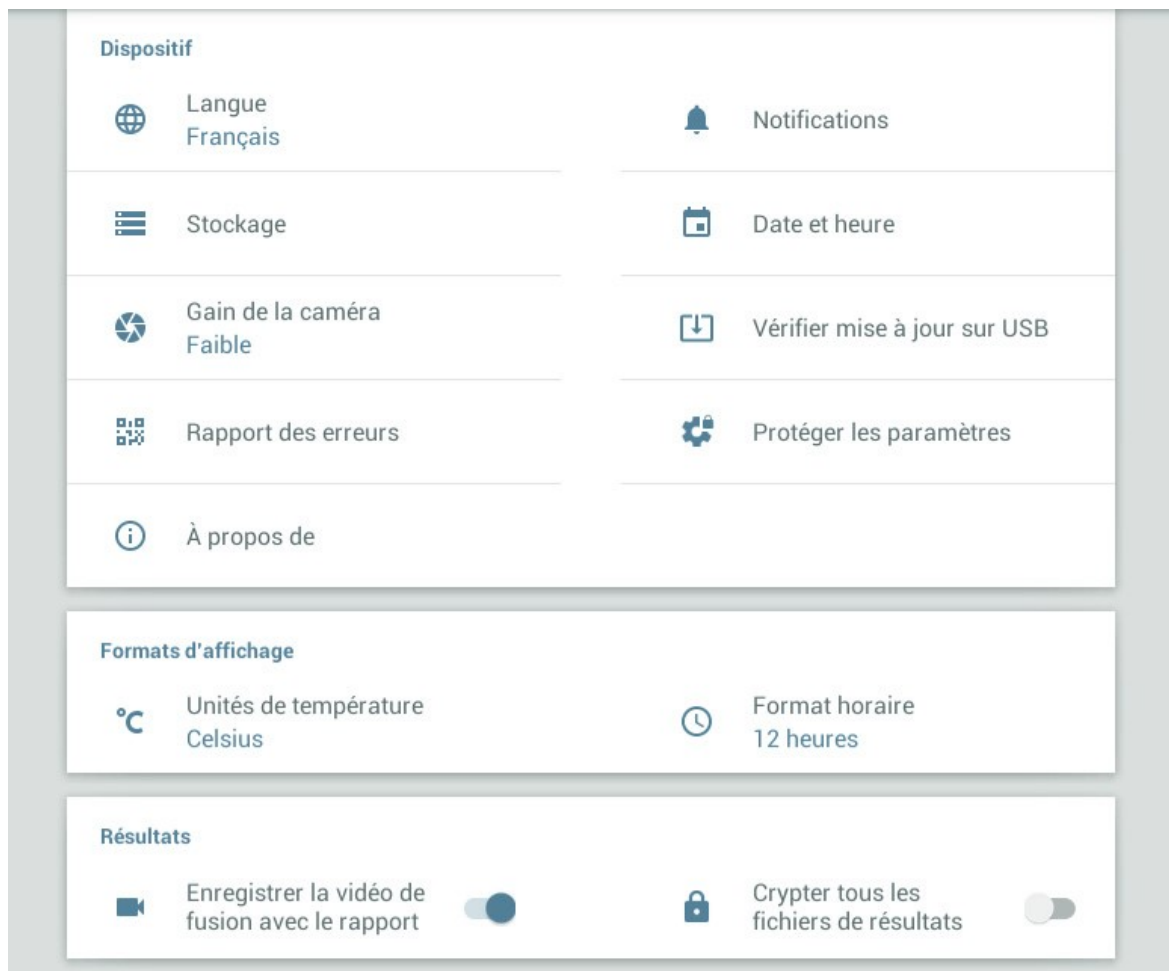 Dispositif
Langue
Français
Notifications
Stockage
Date et heure
Gain de la caméra
Faible
Vérifier mise à jour sur USB
Rapport des erreurs
Protéger les paramètres
À propos de
Formats d'affichage
°C
Unités de température
Celsius
Format horaire
12 heures
Résultats
Enregistrer la vidéo de
fusion avec le rapport
Crypter tous les
fichiers de résultats